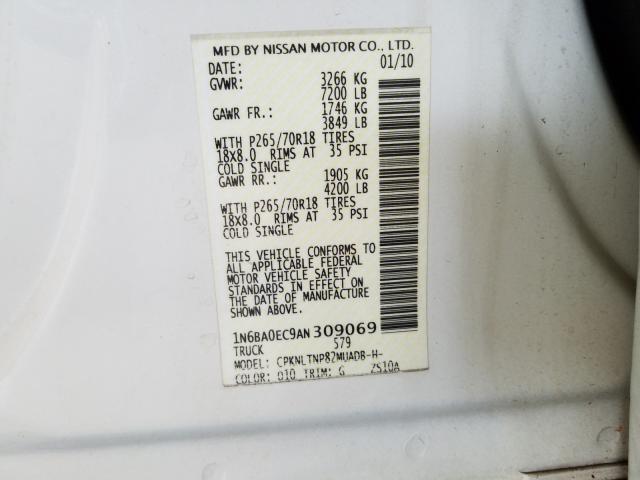 MFD BY NISSAN MOTOR CO., LTD.
DATE: 01/10
GVWR: 3266 KG
7200 LB
GAWR FR.: 1746 KG
3849 LB
WITH P265/70R18 TIRES
18X8.0 RIMS AT 35 PSI
COLD SINGLE
GAWR RR.: 1905 KG
4200 LB
WITH P265/70R18 TIRES
18X8.0 RIMS AT 35 PSI
COLD SINGLE
THIS VEHICLE CONFORMS TO
ALL APPLICABLE FEDERAL
MOTOR VEHICLE SAFETY
STANDARDS IN EFFECT ON
THE DATE OF MANUFACTURE
SHOWN ABOVE.
1N6BA0EC9AN309069
TRUCK 579
MODEL: CPKNLTNP82MUADB-H-
COLOR: 010 TRIM: G ZS10A